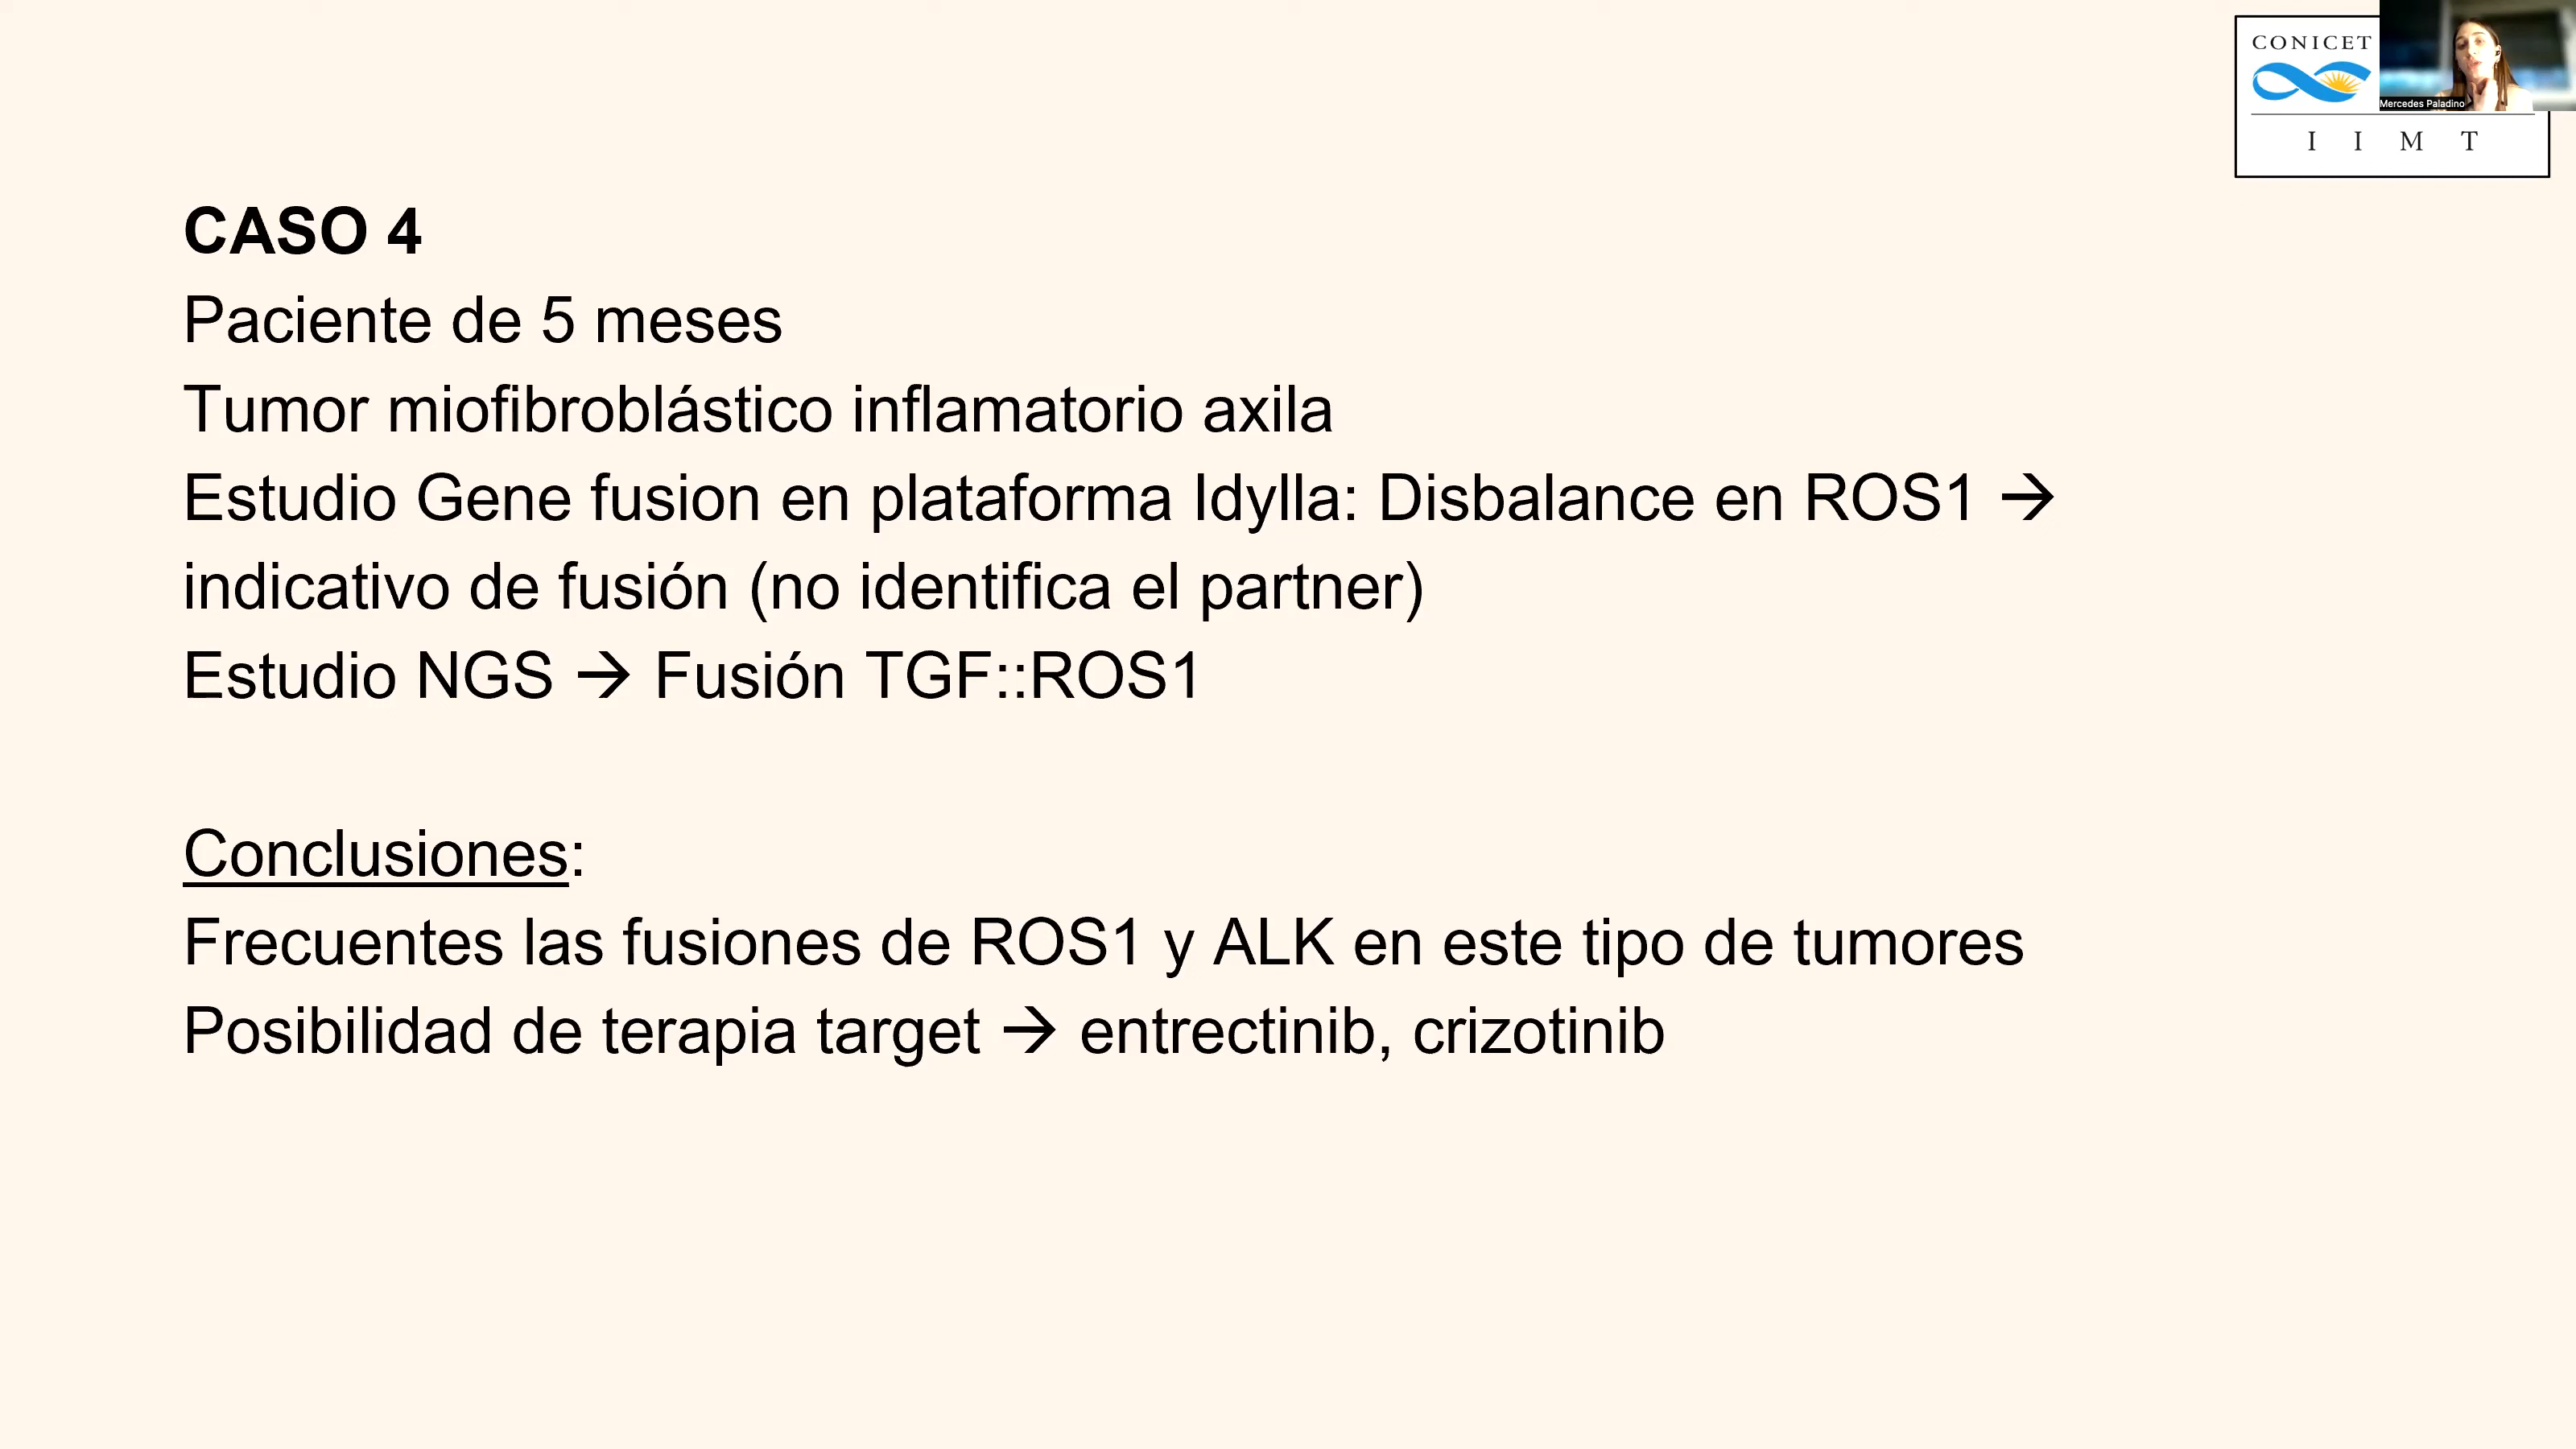 CONICET
Mercedes Paladino
I I M T
CASO 4
Paciente de 5 meses
Tumor miofibroblástico inflamatorio axila
Estudio Gene fusion en plataforma Idylla: Disbalance en ROS1 →
indicativo de fusión (no identifica el partner)
Estudio NGS → Fusión TGF::ROS1
Conclusiones:
Frecuentes las fusiones de ROS1 y ALK en este tipo de tumores
Posibilidad de terapia target → entrectinib, crizotinib